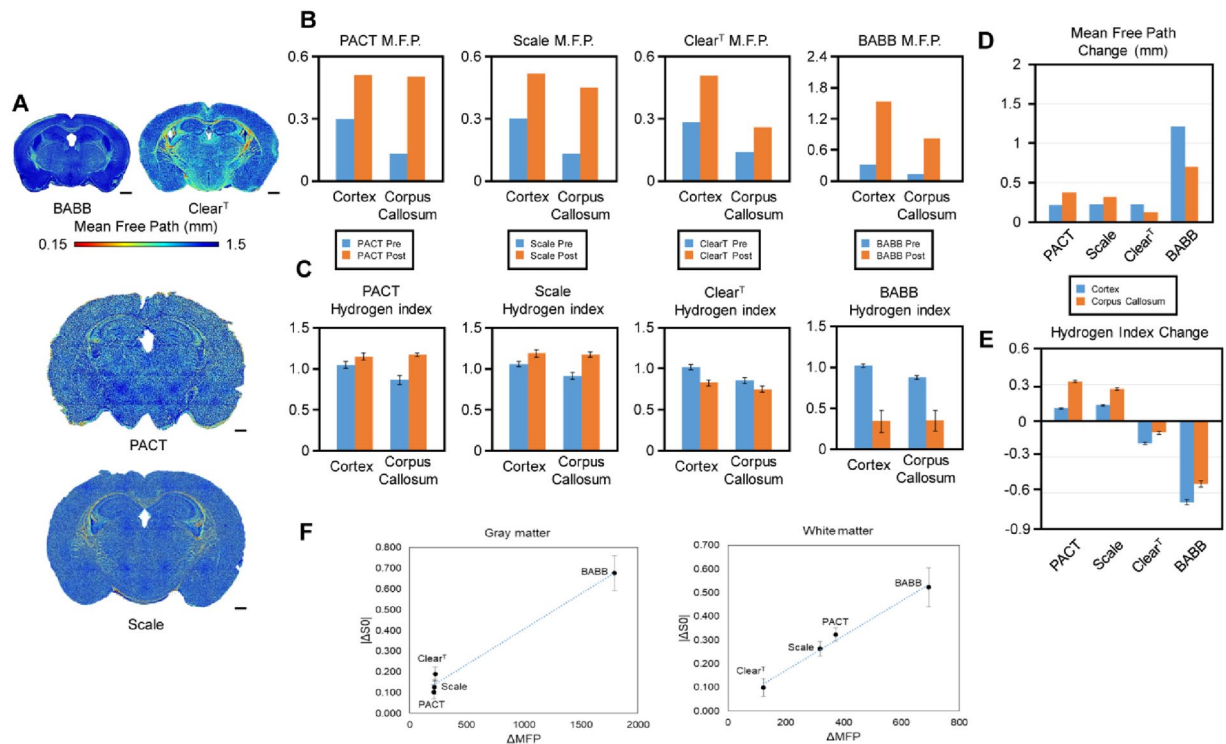 A
BABB
Clear^T
Mean Free Path (mm)
0.15
1.5
PACT
Scale
B
PACT M.F.P.
0.6
0.3
0
Cortex
Corpus
Callosum
PACT Pre
PACT Post
Scale M.F.P.
0.6
0.3
0
Cortex
Corpus
Callosum
Scale Pre
Scale Post
Clear^T M.F.P.
0.6
0.3
0
Cortex
Corpus
Callosum
ClearT Pre
ClearT Post
BABB M.F.P.
2.4
1.8
1.2
0.6
0
Cortex
Corpus
Callosum
BABB Pre
BABB Post
C
PACT
Hydrogen index
1.5
1.0
0.5
0
Cortex
Corpus
Callosum
Scale
Hydrogen index
1.5
1.0
0.5
0
Cortex
Corpus
Callosum
Clear^T
Hydrogen index
1.5
1.0
0.5
0
Cortex
Corpus
Callosum
BABB
Hydrogen index
1.5
1.0
0.5
0
Cortex
Corpus
Callosum
D
Mean Free Path
Change (mm)
2
1.5
1
0.5
0
PACT
Scale
Clear^T
BABB
Cortex
Corpus Callosum
E
Hydrogen Index Change
0.6
0.3
0
-0.3
-0.6
-0.9
PACT
Scale
Clear^T
BABB
F
Gray matter
|ΔS0|
0.800
0.700
0.600
0.500
0.400
0.300
0.200
0.100
0.000
BABB
Clear^T
Scale
PACT
0
500
1000
1500
2000
ΔMFP
White matter
|ΔS0|
0.700
0.600
0.500
0.400
0.300
0.200
0.100
0.000
BABB
PACT
Scale
Clear^T
0
200
400
600
800
ΔMFP